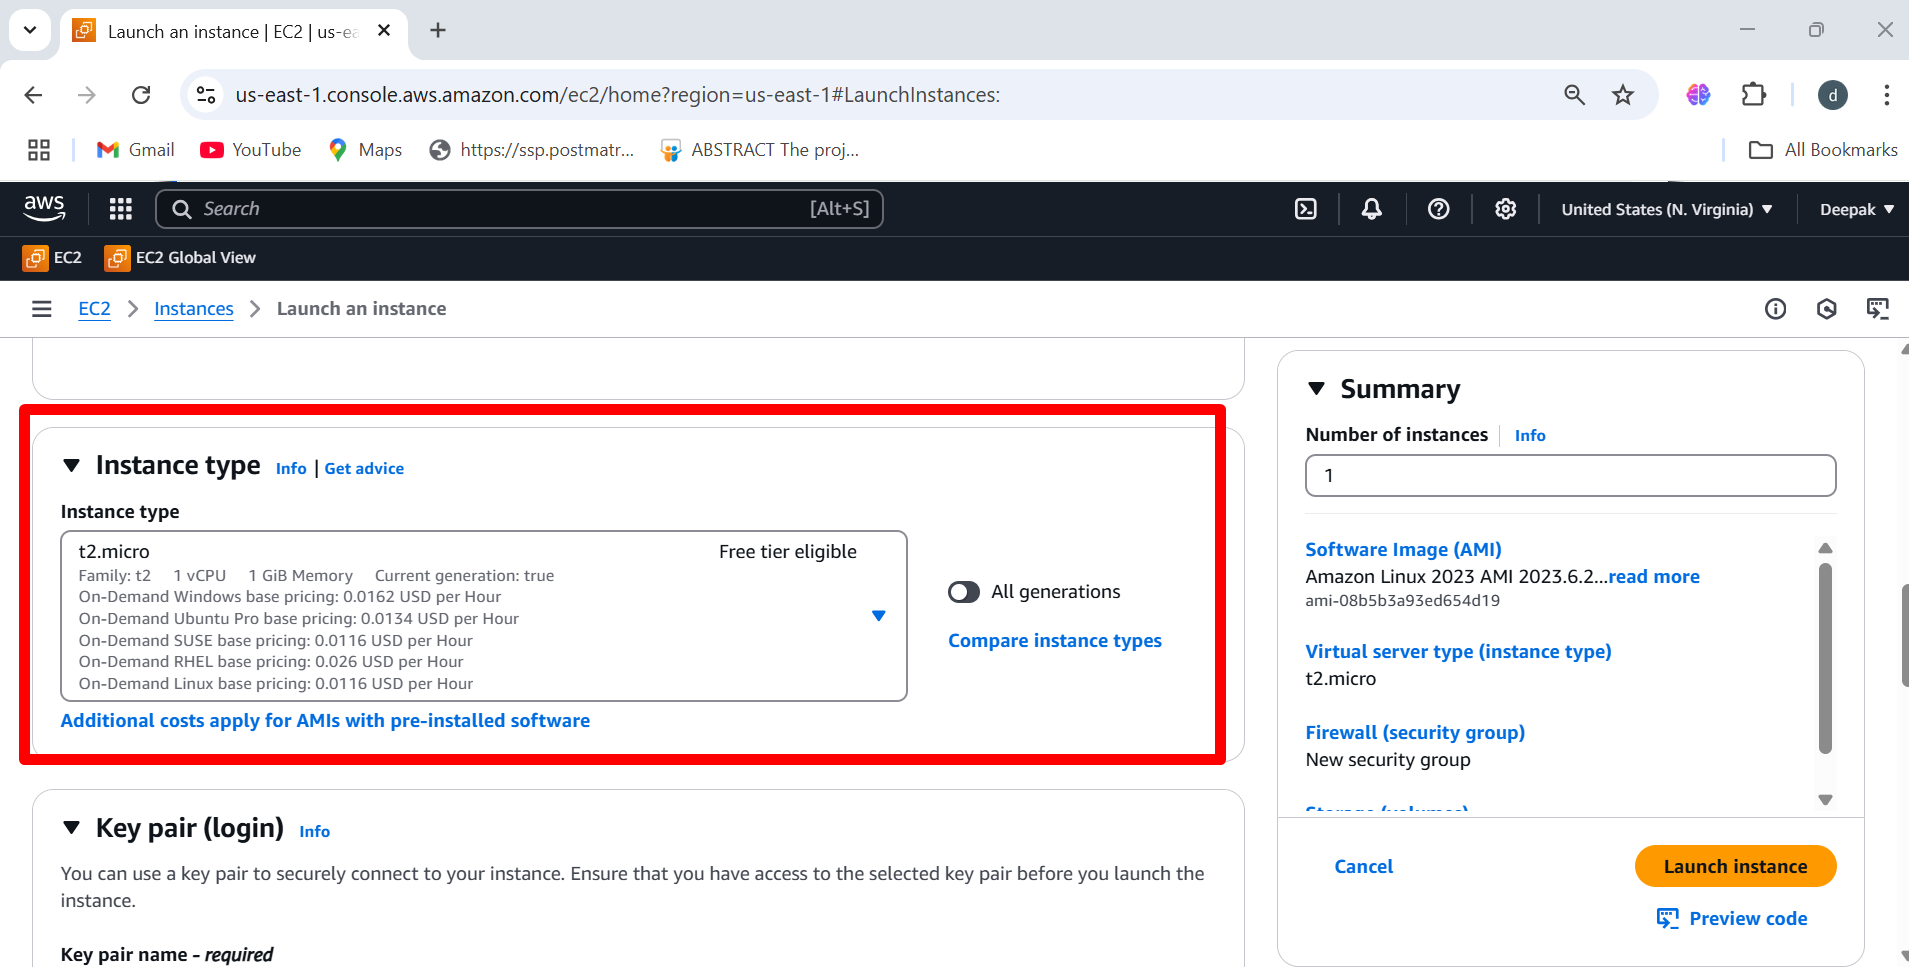 Launch an instance | EC2 | us-ea
us-east-1.console.aws.amazon.com/ec2/home?region=us-east-1#LaunchInstances:
d
Gmail YouTube Maps https://ssp.postmatr... ABSTRACT The proj... All Bookmarks
aws Search [Alt+S] United States (N. Virginia) Deepak
EC2 EC2 Global View
EC2 Instances Launch an instance
Instance type Info | Get advice
Instance type
t2.micro Free tier eligible
Family: t2 1 vCPU 1 GiB Memory Current generation: true
On-Demand Windows base pricing: 0.0162 USD per Hour
On-Demand Ubuntu Pro base pricing: 0.0134 USD per Hour
On-Demand SUSE base pricing: 0.0116 USD per Hour
On-Demand RHEL base pricing: 0.026 USD per Hour
On-Demand Linux base pricing: 0.0116 USD per Hour
All generations
Compare instance types
Additional costs apply for AMIs with pre-installed software
Key pair (login) Info
You can use a key pair to securely connect to your instance. Ensure that you have access to the selected key pair before you launch the
instance.
Key pair name - required
Summary
Number of instances Info
1
Software Image (AMI)
Amazon Linux 2023 AMI 2023.6.2...read more
ami-08b5b3a93ed654d19
Virtual server type (instance type)
t2.micro
Firewall (security group)
New security group
Storage (volumes)
Cancel Launch instance
Preview code